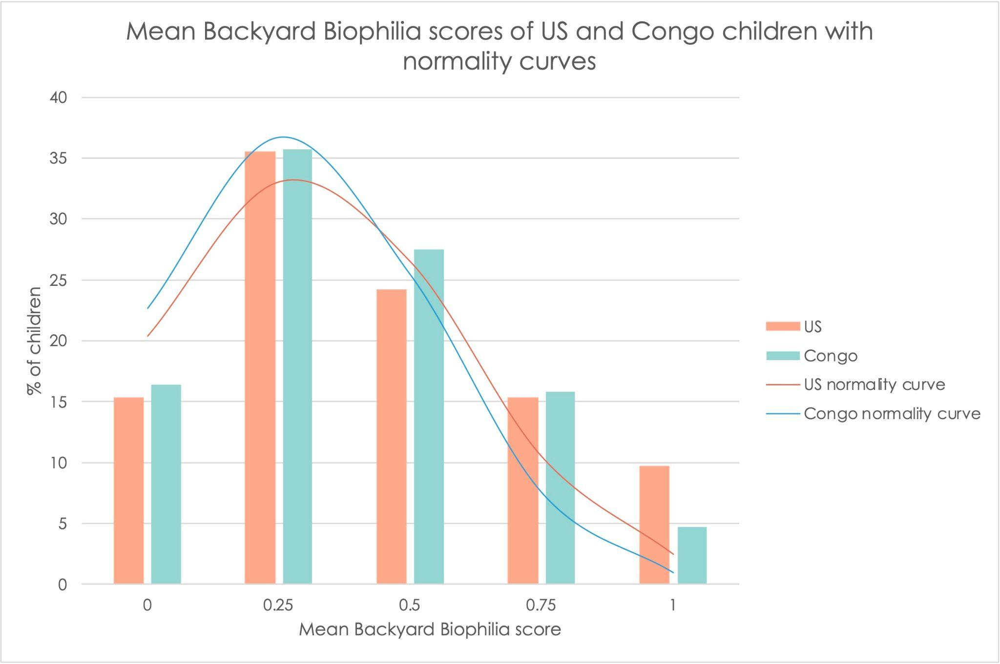 Mean Backyard Biophilia scores of US and Congo children with
normality curves
40
35
30
25
20
15
10
5
0
% of children
0 0.25 0.5 0.75 1
Mean Backyard Biophilia score
US
Congo
US normality curve
Congo normality curve